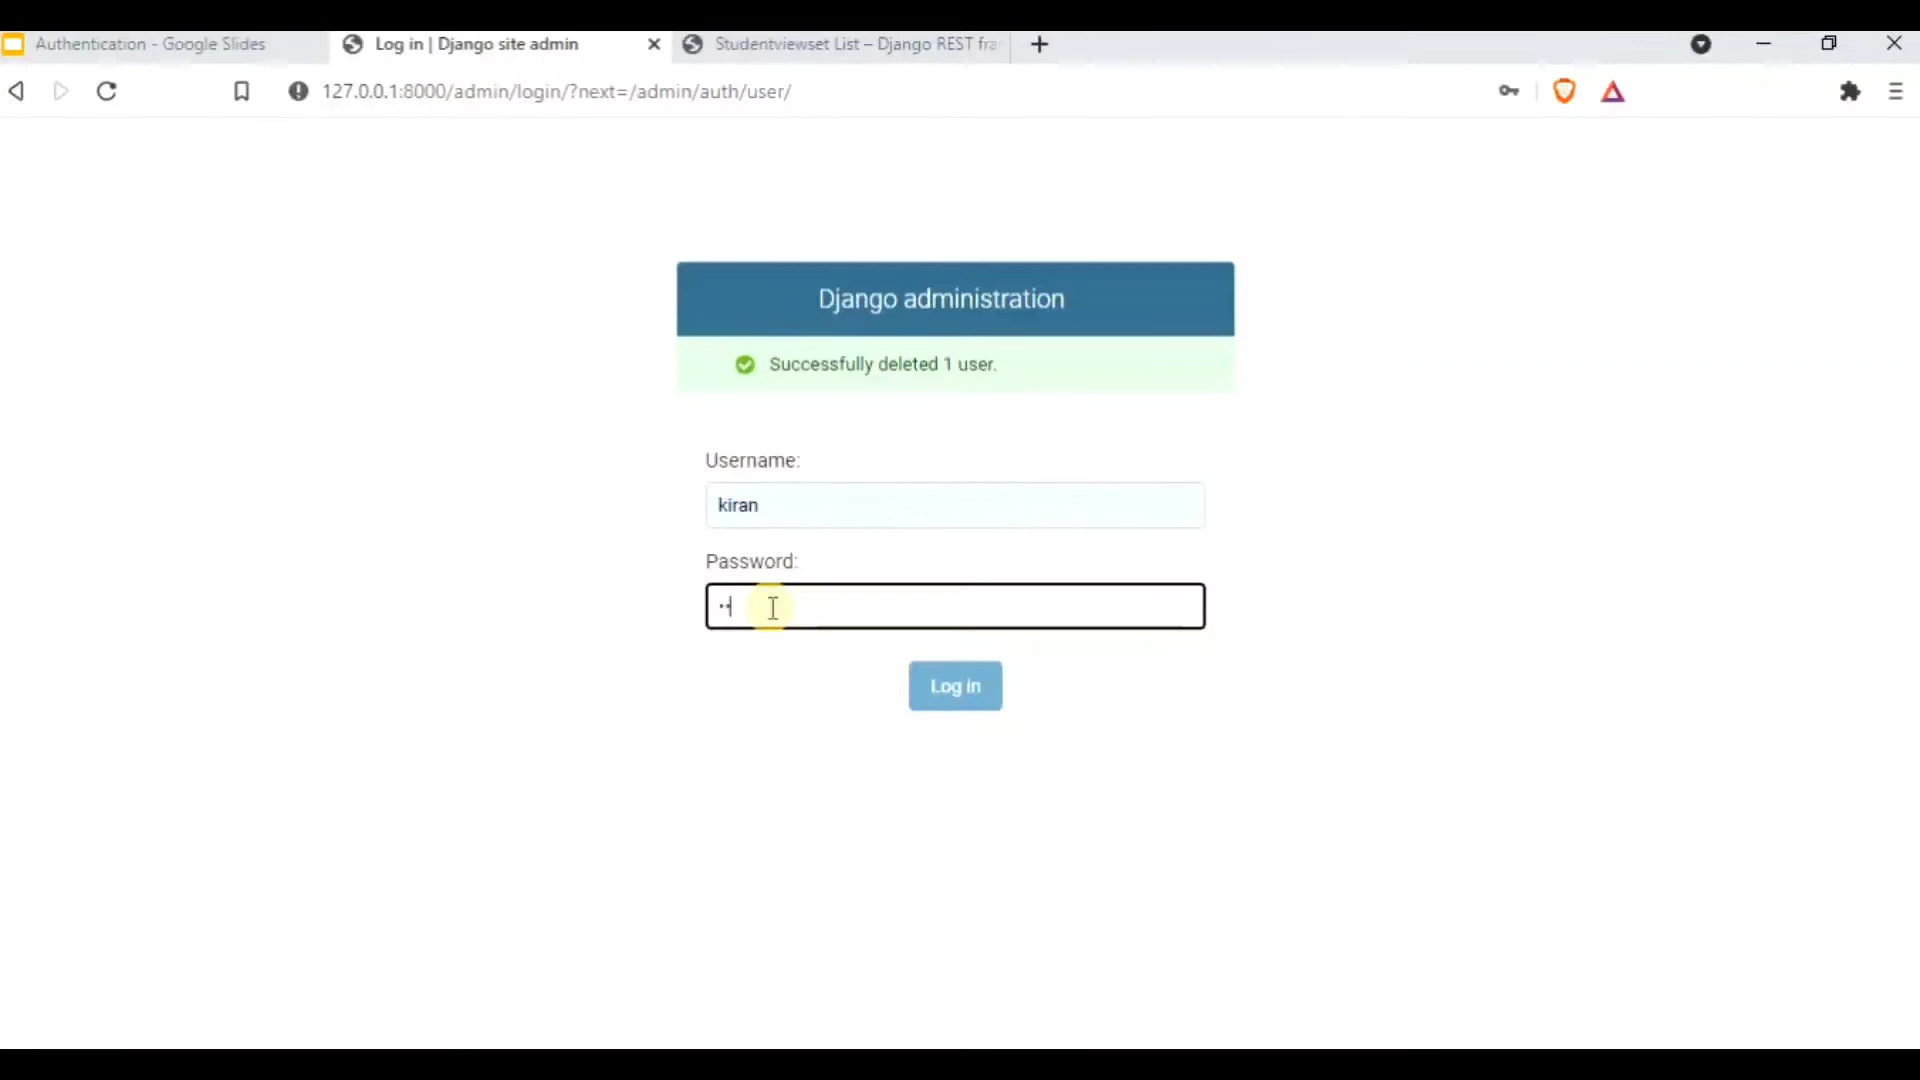 Authentication - Google Slides
Log in | Django site admin
Studentviewset List – Django REST fra
127.0.0.1:8000/admin/login/?next=/admin/auth/user/
Django administration
Successfully deleted 1 user.
Username:
kiran
Password:
Log in